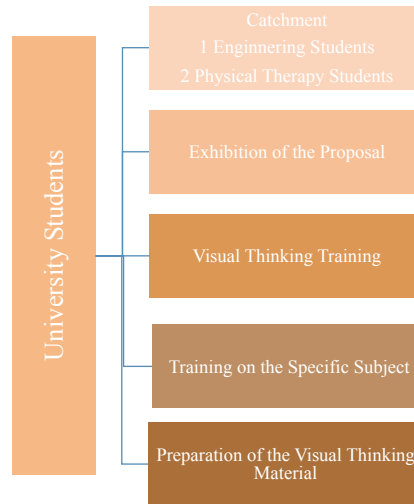 University Students
Catchment
1 Enginnering Students
2 Physical Therapy Students
Exhibition of the Proposal
Visual Thinking Training
Training on the Specific Subject
Preparation of the Visual Thinking
Material